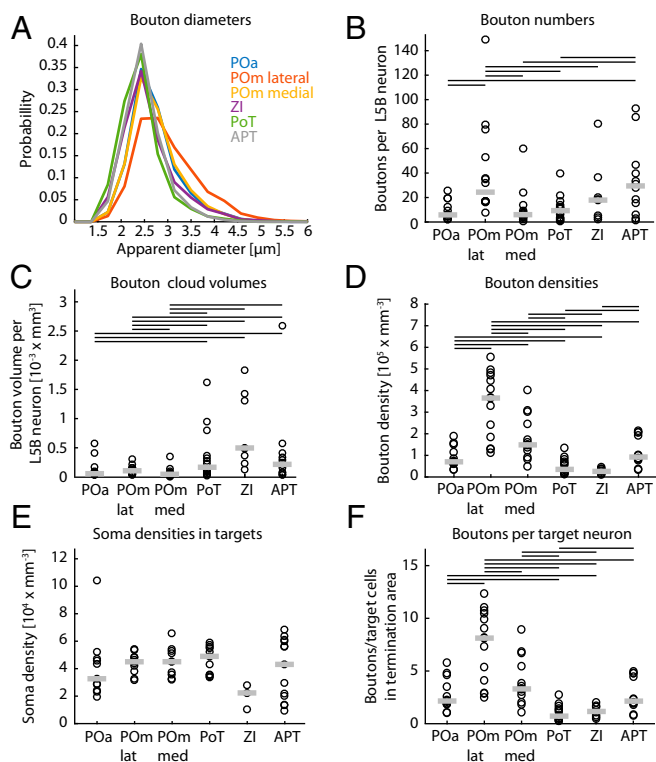 A
Bouton diameters
Probabillity
0.4
0.35
0.3
0.25
0.2
0.15
0.1
0.05
0
1.5 2 2.5 3 3.5 4 4.5 5 5.5 6
Apparent diameter [µm]
POa
POm lateral
POm medial
ZI
PoT
APT
B
Bouton numbers
Boutons per L5B neuron
140
120
100
80
60
40
20
0
POa POm POm PoT ZI APT
lat med
C
Bouton cloud volumes
Bouton volume per
L5B neuron [10⁻³ x mm³]
3
2.5
2
1.5
1
0.5
0
POa POm POm PoT ZI APT
lat med
D
Bouton densities
Bouton density [10⁵ x mm⁻³]
8
7
6
5
4
3
2
1
0
POa POm POm PoT ZI APT
lat med
E
Soma densities in targets
Soma density [10⁴ x mm⁻³]
12
10
8
6
4
2
0
POa POm POm PoT ZI APT
lat med
F
Boutons per target neuron
Boutons/target cells
in termination area
15
10
5
0
POa POm POm PoT ZI APT
lat med